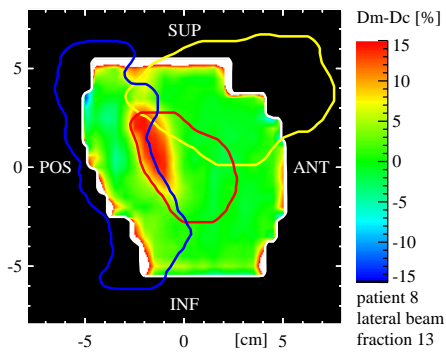 Dm-Dc [%]
SUP
15
5
10
5
POS
0
ANT
0
-5
-10
-5
-15
INF
patient 8
-5
0
[cm]
5
lateral beam
fraction 13